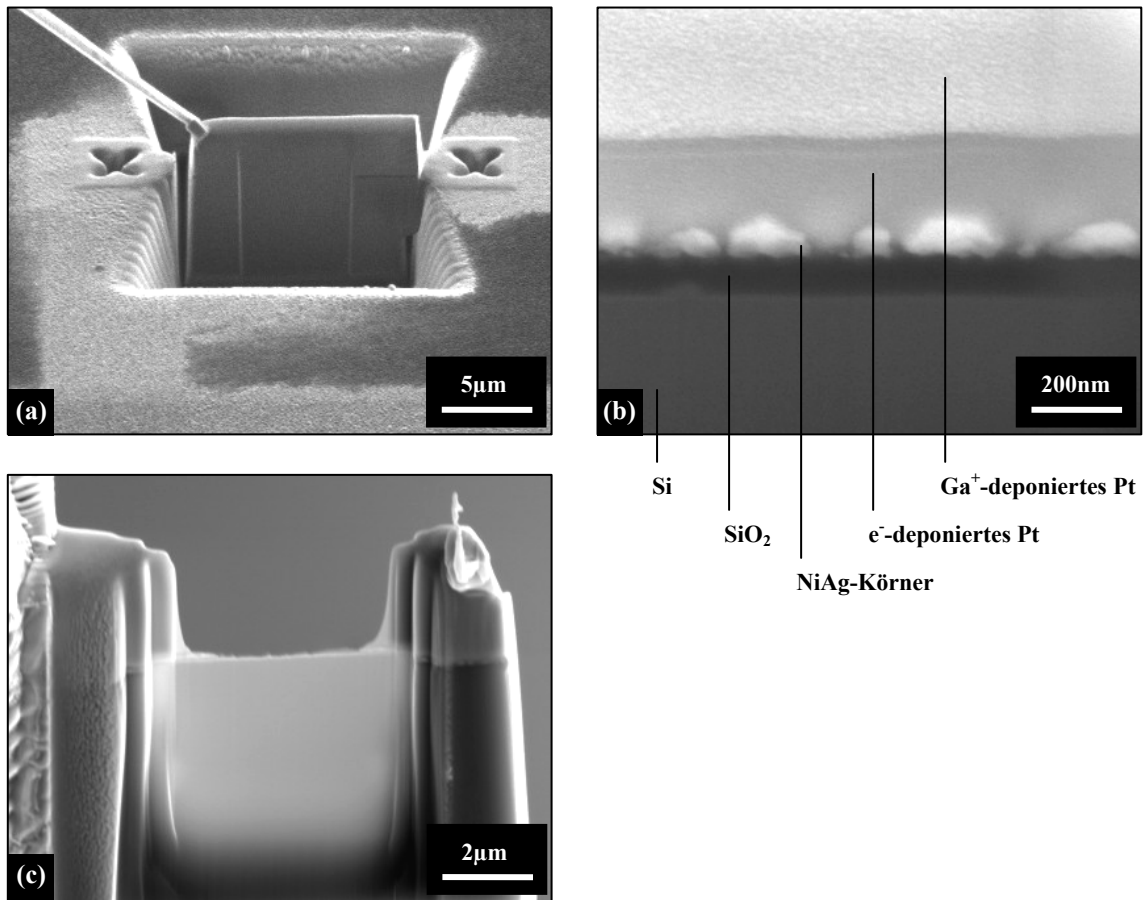 5µm
(a)
200nm
(b)
Si
Ga⁺-deponiertes Pt
SiO₂
e⁻-deponiertes Pt
NiAg-Körner
2µm
(c)